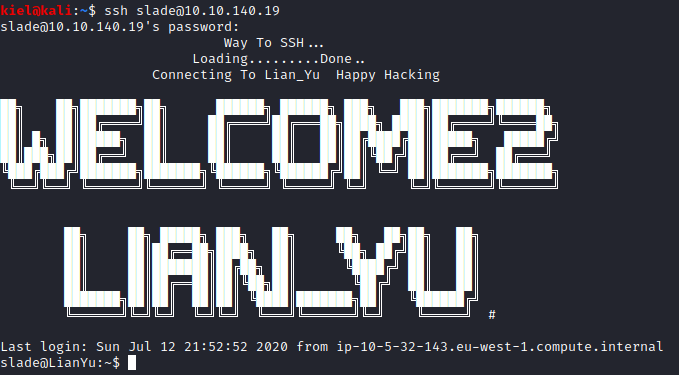 kiel@kali:~$ ssh slade@10.10.140.19
slade@10.10.140.19's password:
Way To SSH...
Loading.........Done..
Connecting To Lian_Yu  Happy Hacking
WELCOME2
LIAN_YU #
Last login: Sun Jul 12 21:52:52 2020 from ip-10-5-32-143.eu-west-1.compute.internal
slade@LianYu:~$